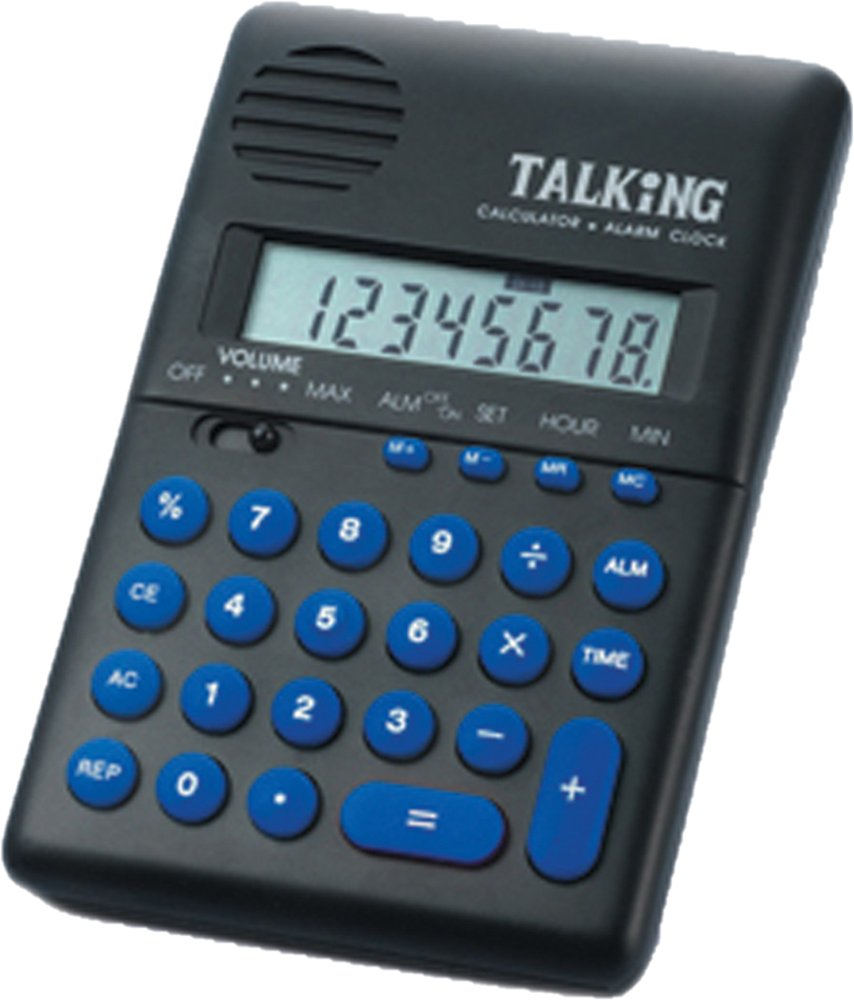 TALKiNG
CALCULATOR • ALARM CLOCK
12345678.
VOLUME
OFF • • • MAX ALM OFF ON SET HOUR MIN
M+ M− MR MC
% 7 8 9 ÷ ALM
CE 4 5 6 × TIME
AC 1 2 3 − +
REP 0 • =